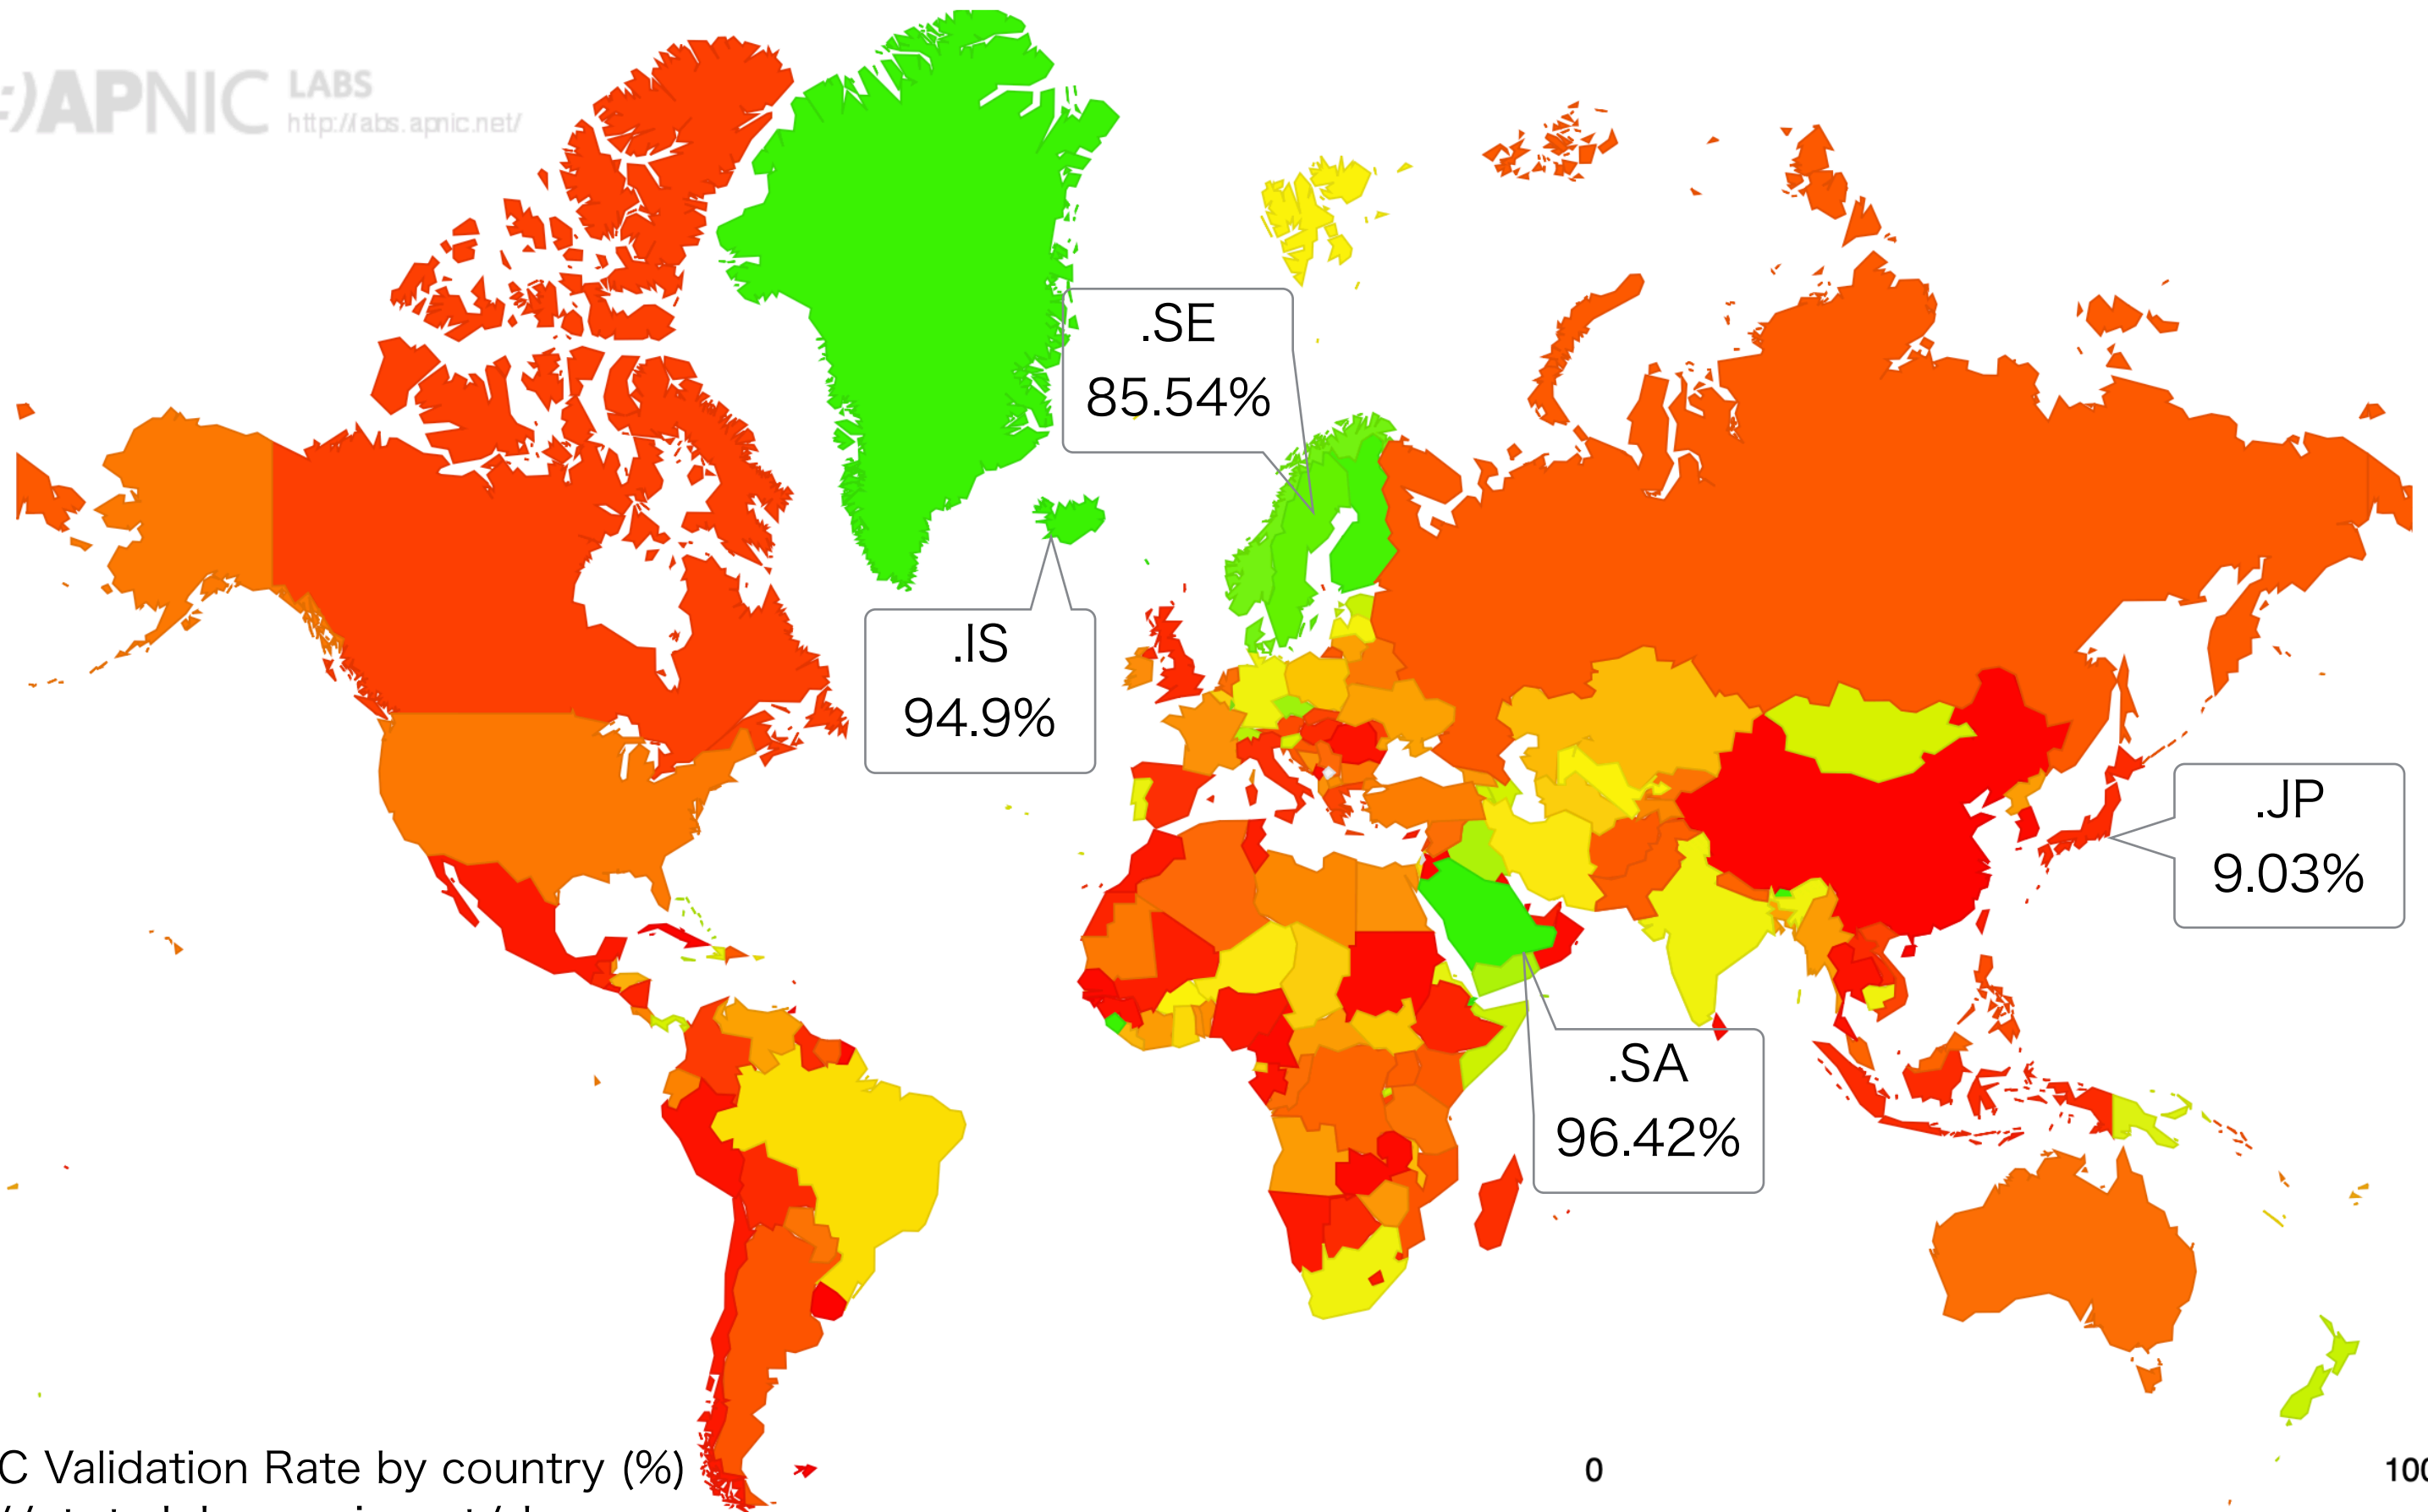 APNIC LABS
http://labs.apnic.net/
.SE
85.54%
.IS
94.9%
.JP
9.03%
.SA
96.42%
C Validation Rate by country (%)
0
100